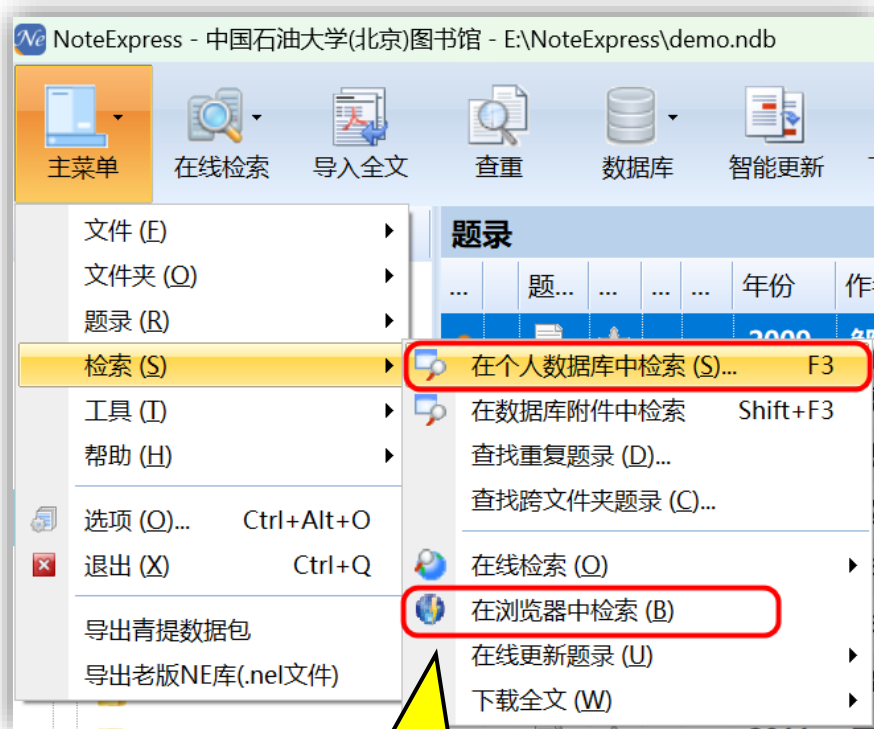 Ne NoteExpress - 中国石油大学(北京)图书馆 - E:\NoteExpress\demo.ndb
主菜单 在线检索 导入全文 查重 数据库 智能更新
文件 (F)
文件夹 (O)
题录 (R)
检索 (S)
工具 (T)
帮助 (H)
选项 (O)... Ctrl+Alt+O
退出 (X) Ctrl+Q
导出青提数据包
导出老版NE库(.nel文件)
题录
... 题... ... ... ... 年份
在个人数据库中检索 (S)... F3
在数据库附件中检索 Shift+F3
查找重复题录 (D)...
查找跨文件夹题录 (C)...
在线检索 (O)
在浏览器中检索 (B)
在线更新题录 (U)
下载全文 (W)